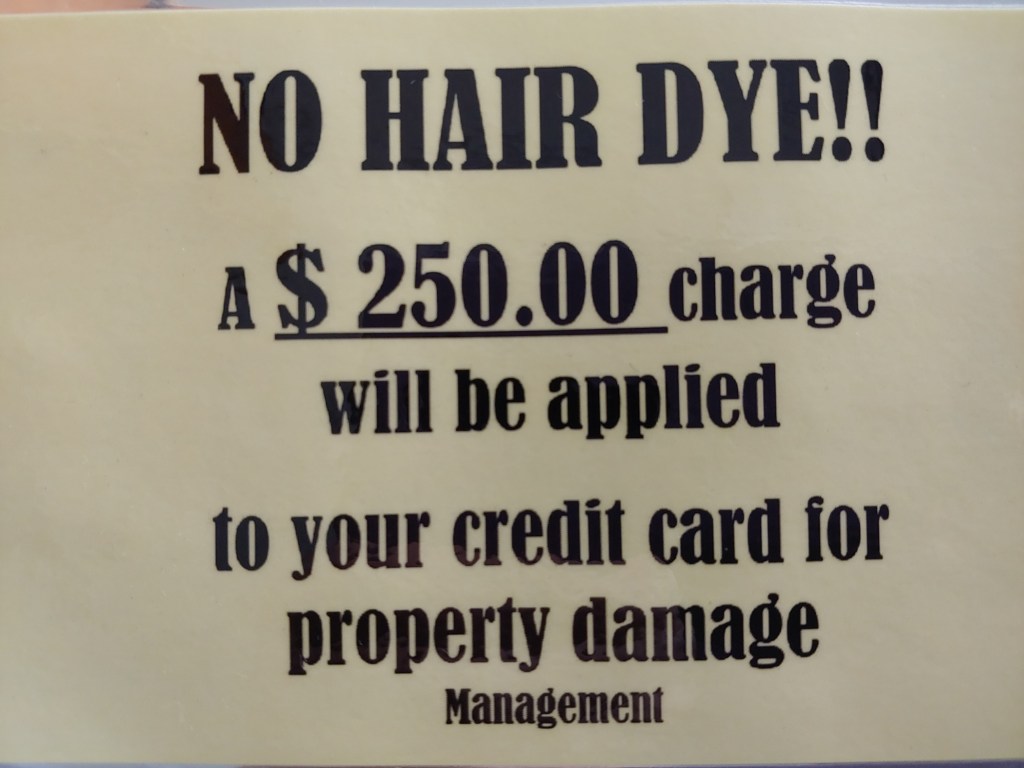 NO HAIR DYE!!
A $ 250.00 charge
will be applied
to your credit card for
property damage
Management